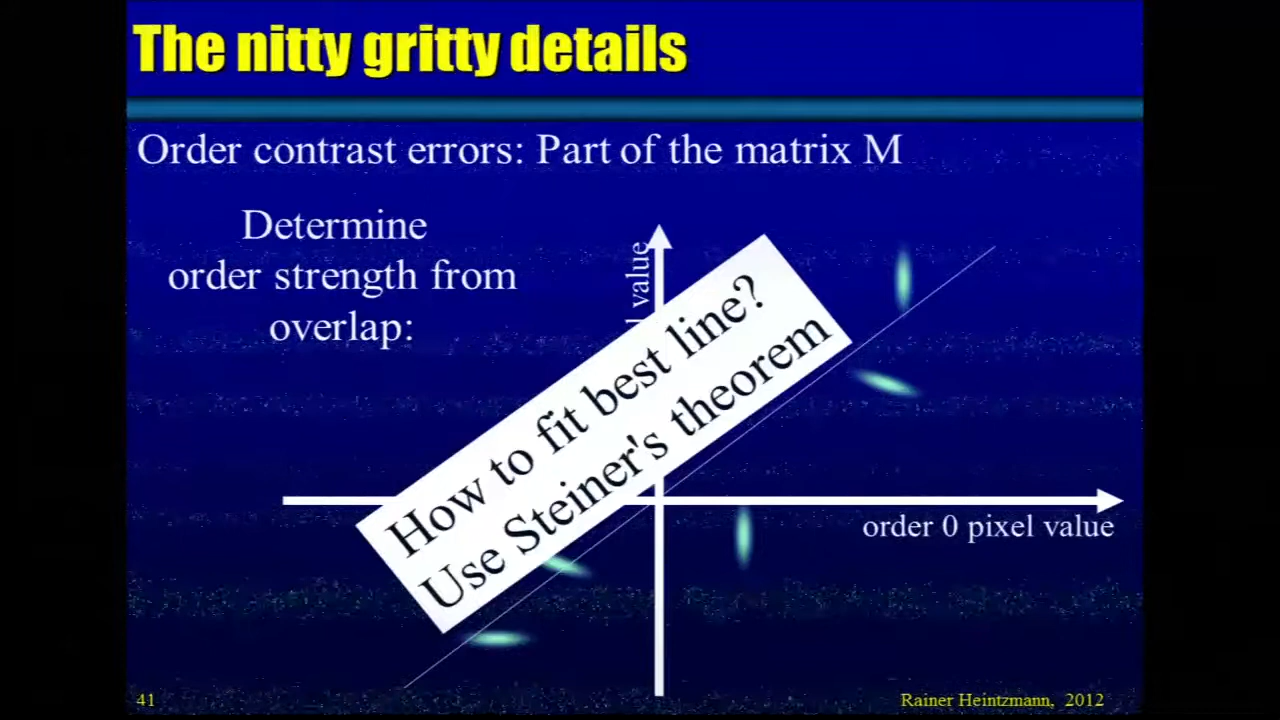 The nitty gritty details
Order contrast errors: Part of the matrix M
Determine
order strength from
overlap:
value
How to fit best line?
Use Steiner's theorem
order 0 pixel value
41
Rainer Heintzmann, 2012